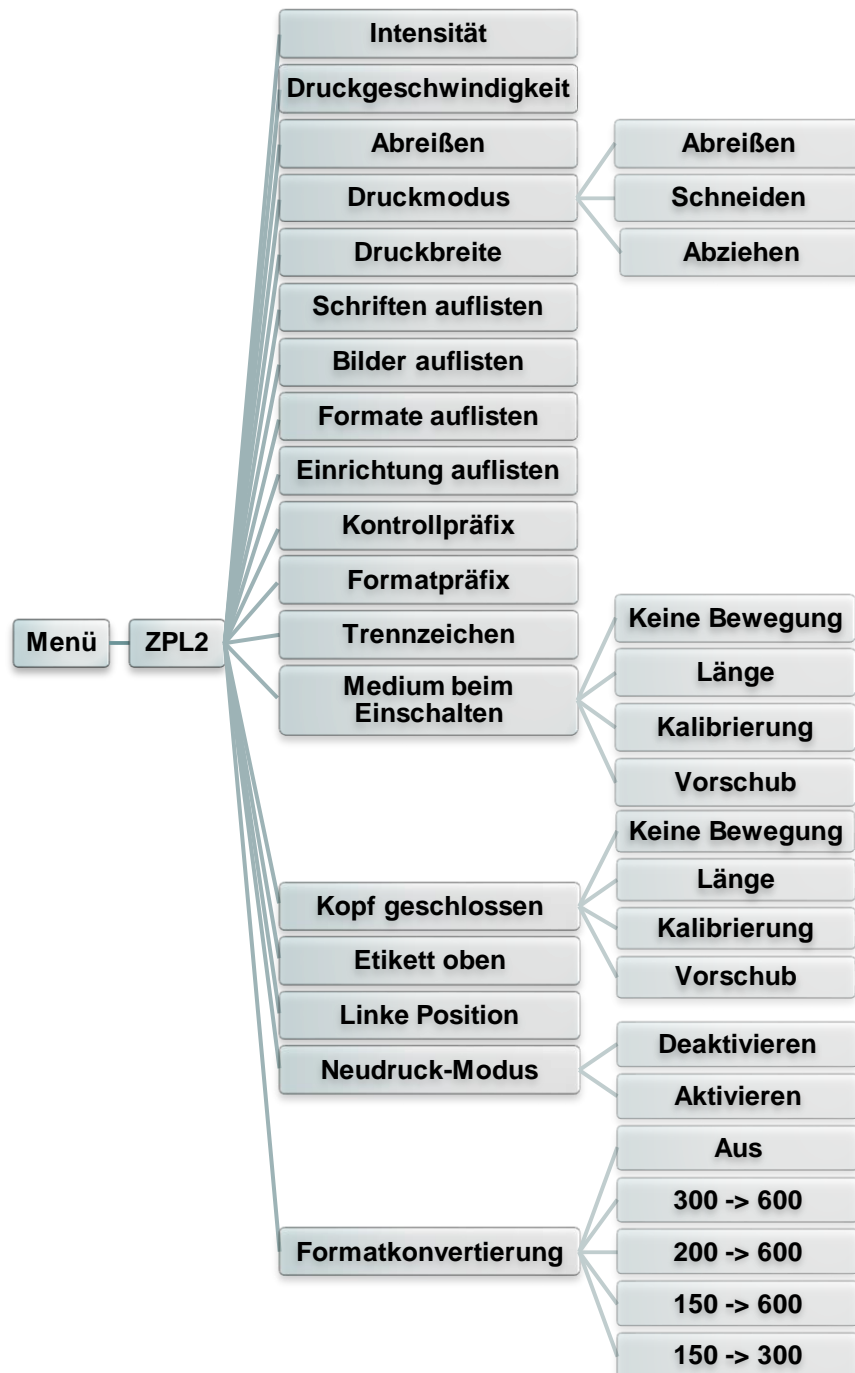 Menü
ZPL2
Intensität
Druckgeschwindigkeit
Abreißen
Druckmodus
Abreißen
Schneiden
Abziehen
Druckbreite
Schriften auflisten
Bilder auflisten
Formate auflisten
Einrichtung auflisten
Kontrollpräfix
Formatpräfix
Trennzeichen
Medium beim
Einschalten
Keine Bewegung
Länge
Kalibrierung
Vorschub
Kopf geschlossen
Keine Bewegung
Länge
Kalibrierung
Vorschub
Etikett oben
Linke Position
Neudruck-Modus
Deaktivieren
Aktivieren
Formatkonvertierung
Aus
300 -> 600
200 -> 600
150 -> 600
150 -> 300